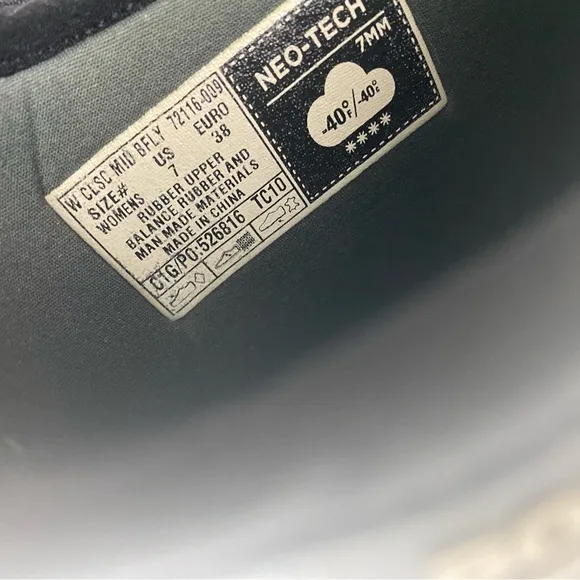 W CLSC MID BFLY 72116-009
SIZE# US EURO
WOMENS 7 38
RUBBER UPPER
BALANCE RUBBER AND
MAN MADE MATERIALS
MADE IN CHINA
C1G/PO:526816 TC10
NEO-TECH
7MM
-40°F/-40°C